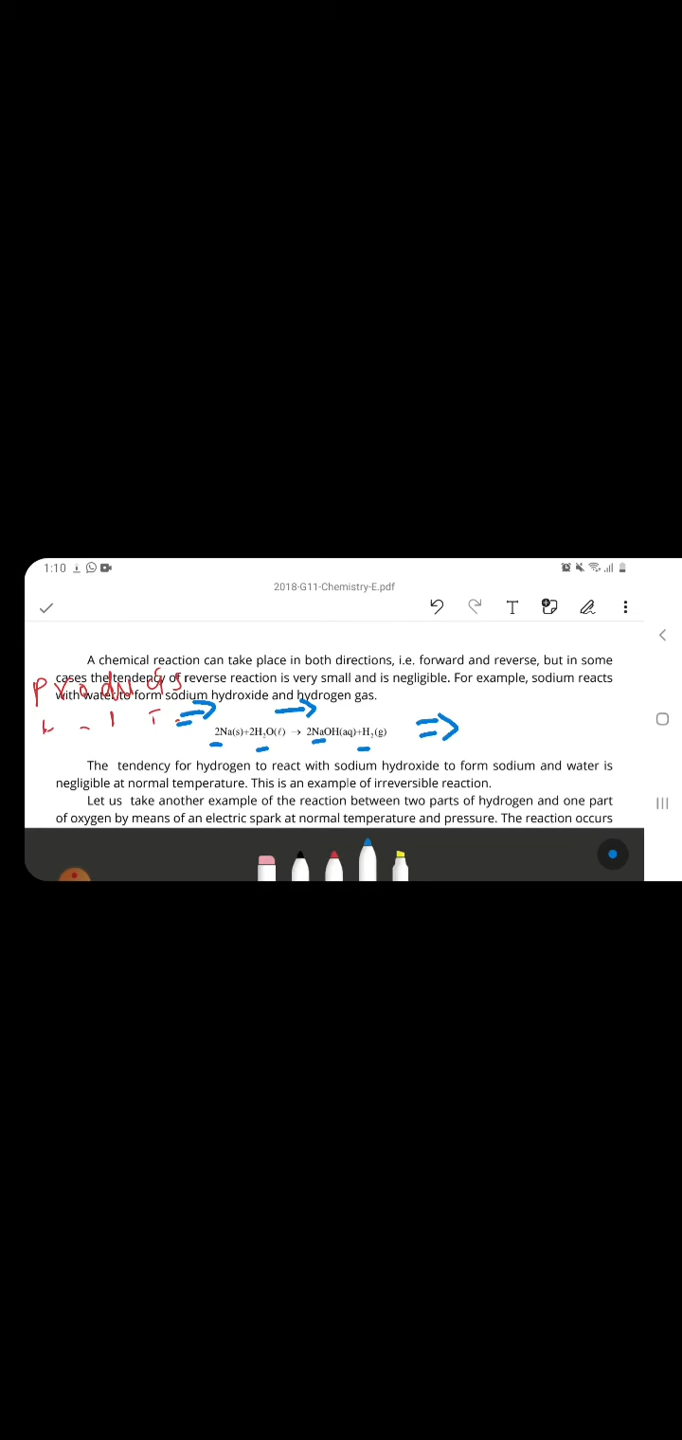 1:10
2018-G11-Chemistry-E.pdf
T
A chemical reaction can take place in both directions, i.e. forward and reverse, but in some
cases the tendency of reverse reaction is very small and is negligible. For example, sodium reacts
with water to form sodium hydroxide and hydrogen gas.
2Na(s)+2H₂O(ℓ) → 2NaOH(aq)+H₂(g)
The tendency for hydrogen to react with sodium hydroxide to form sodium and water is
negligible at normal temperature. This is an example of irreversible reaction.
Let us take another example of the reaction between two parts of hydrogen and one part
of oxygen by means of an electric spark at normal temperature and pressure. The reaction occurs